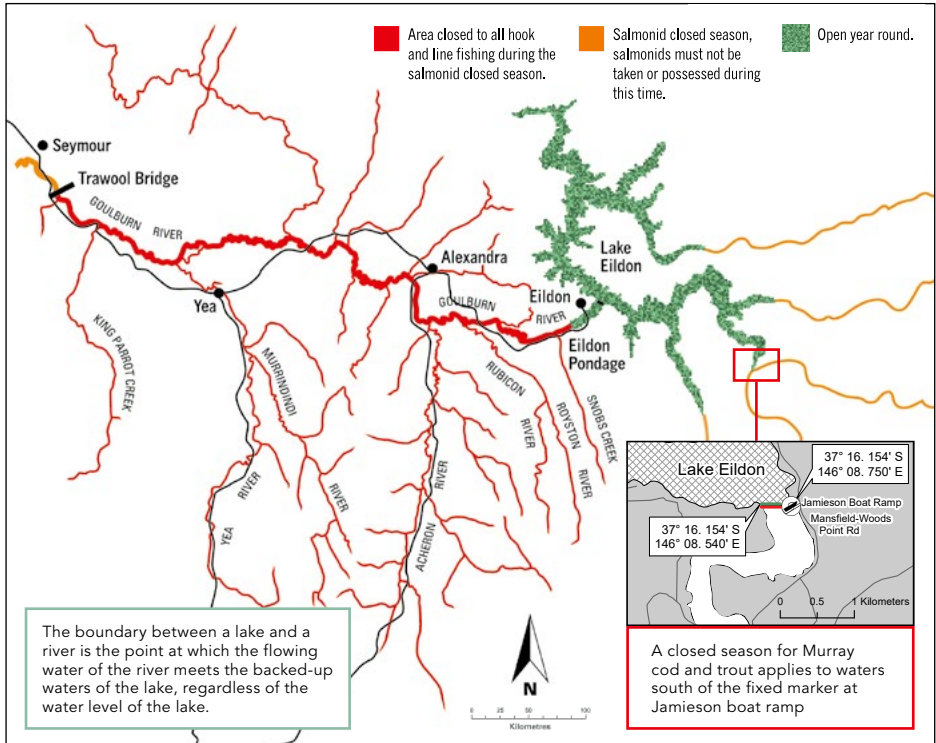 Area closed to all hook
and line fishing during the
salmonid closed season.
Salmonid closed season,
salmonids must not be
taken or possessed during
this time.
Open year round.
Seymour
Trawool Bridge
GOULBURN RIVER
Lake
Eildon
Alexandra
Eildon
GOULBURN
RIVER
Yea
Eildon
Pondage
KING PARROT CREEK
MURRINDINDI
RIVER
RUBICON
RIVER
ROYSTON
RIVER
SNOBS CREEK
YEA
RIVER
ACHERON
RIVER
Lake Eildon
37° 16. 154' S
146° 08. 750' E
Jamieson Boat Ramp
Mansfield-Woods
Point Rd
37° 16. 154' S
146° 08. 540' E
0 0.5 1 Kilometers
The boundary between a lake and a
river is the point at which the flowing
water of the river meets the backed-up
waters of the lake, regardless of the
water level of the lake.
N
0 50 100
Kilometres
A closed season for Murray
cod and trout applies to waters
south of the fixed marker at
Jamieson boat ramp